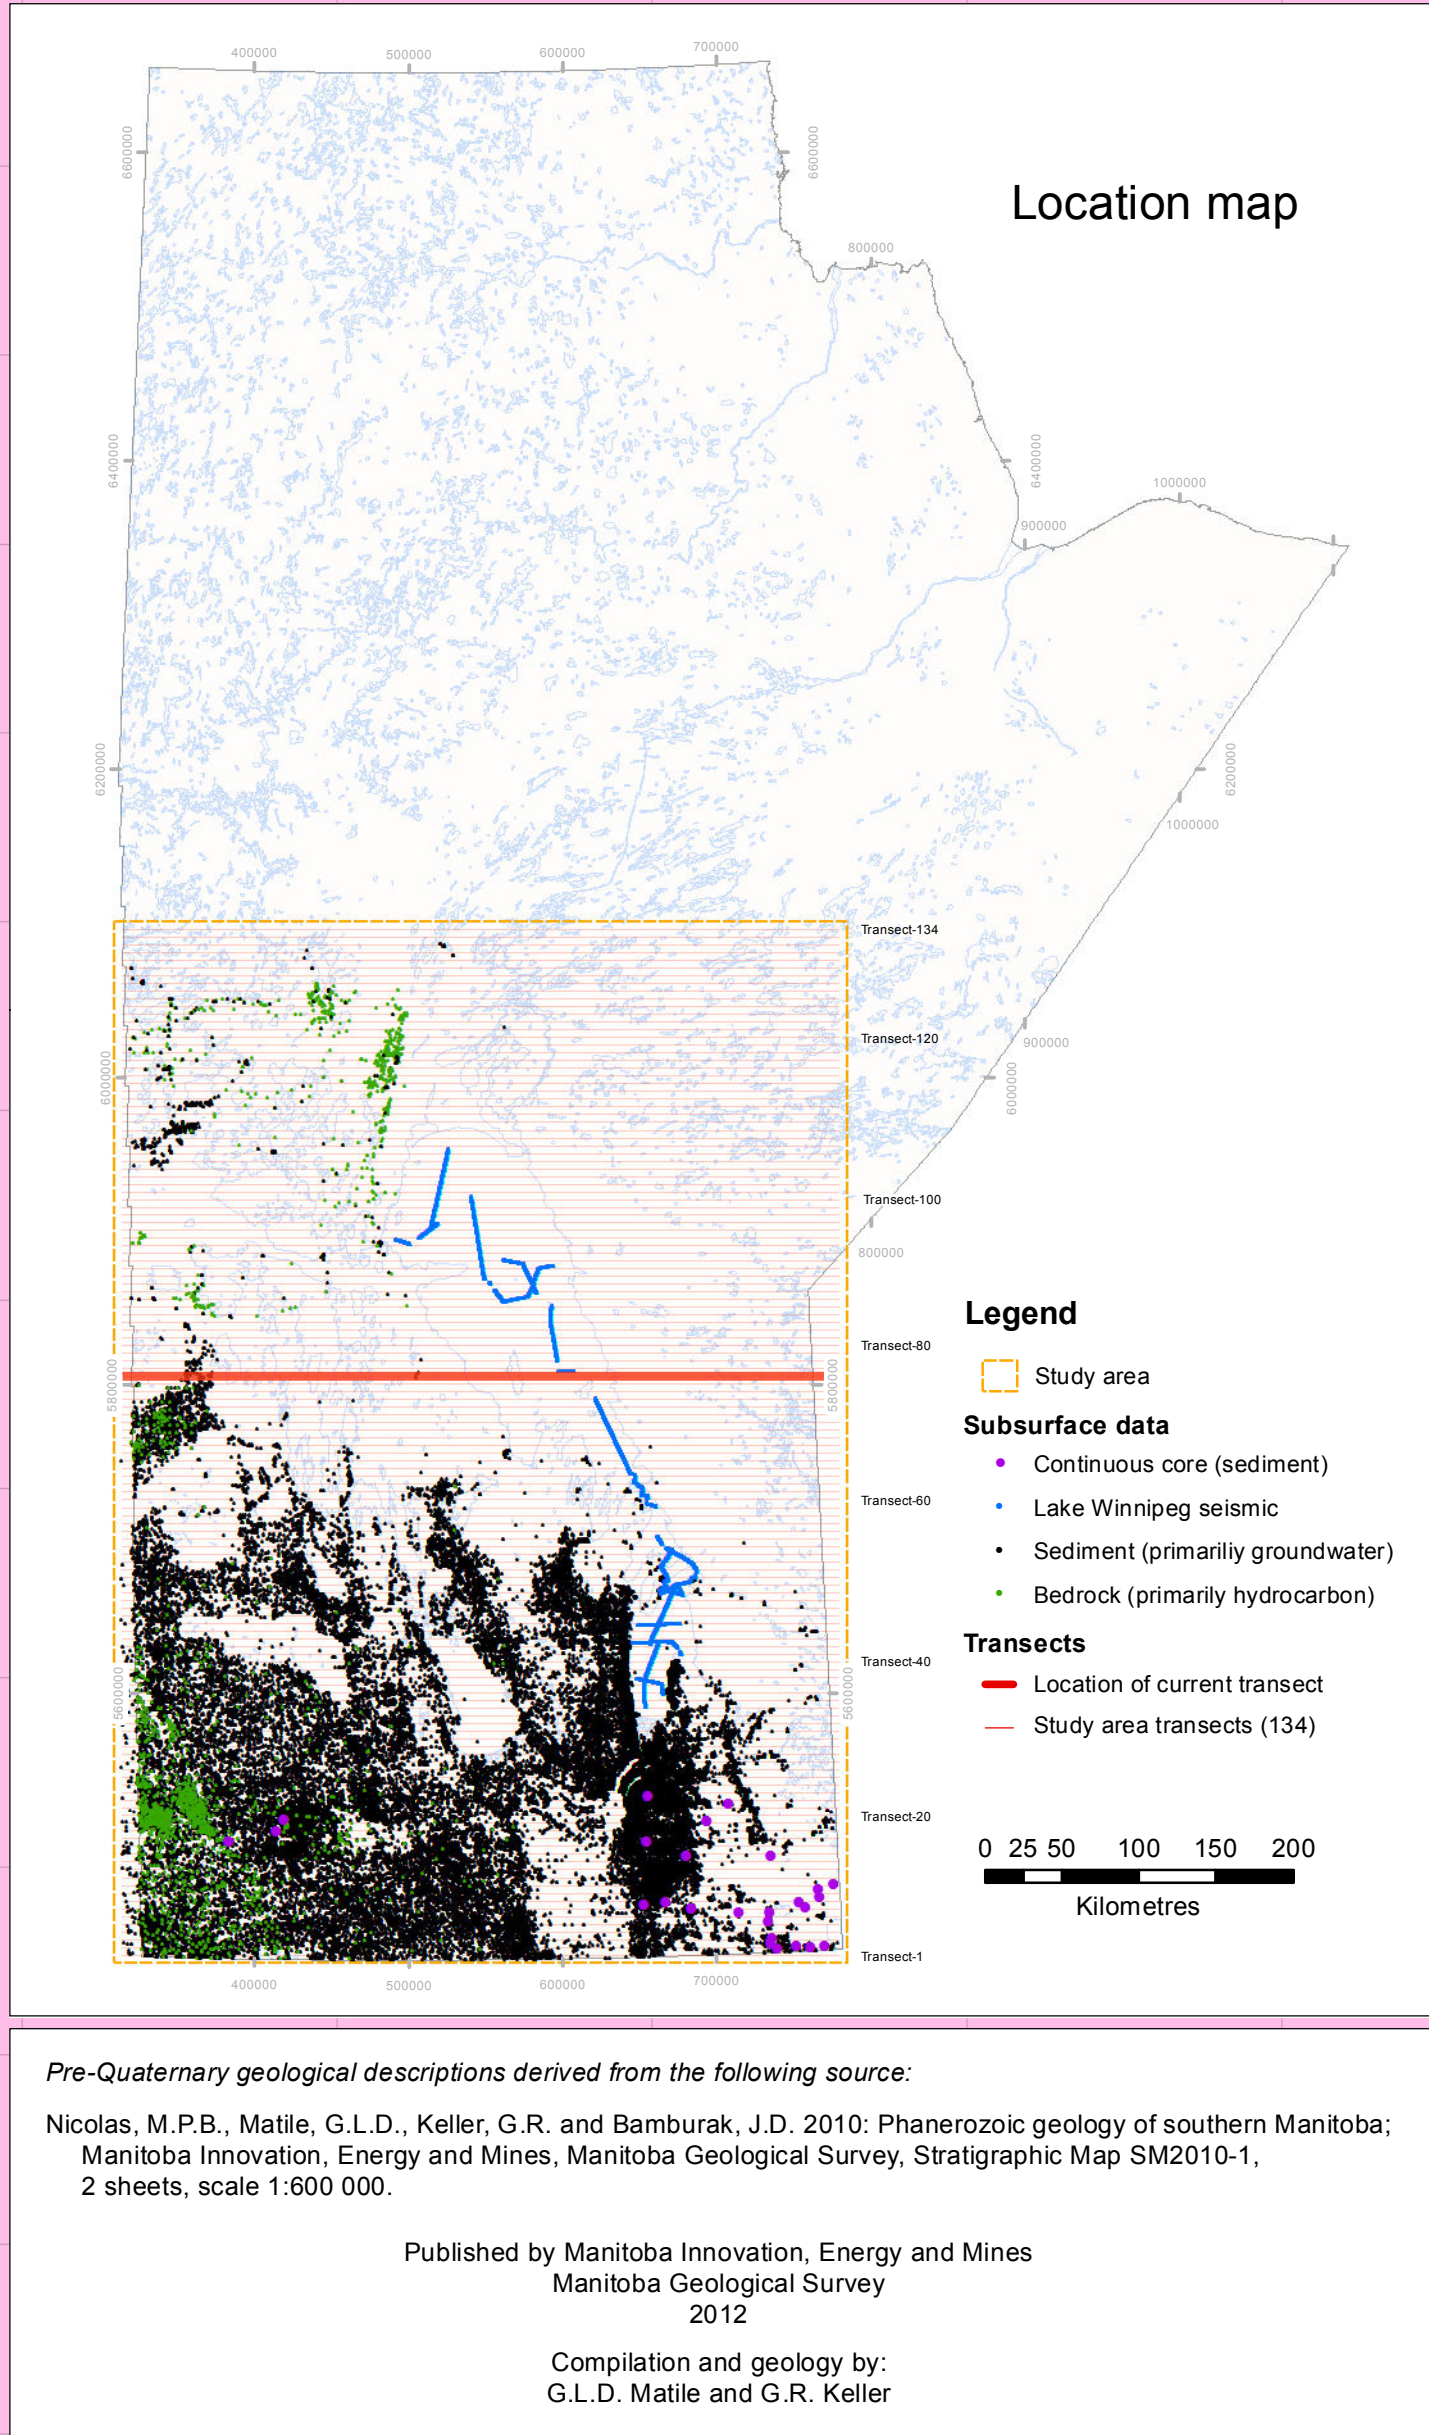 400000
500000
600000
700000
6600000
6600000
Location map
800000
6400000
6400000
1000000
900000
6200000
6200000
1000000
Transect-134
Transect-120
900000
6000000
6000000
Transect-100
800000
Legend
Transect-80
5800000
5800000
Study area
Subsurface data
Continuous core (sediment)
Transect-60
Lake Winnipeg seismic
Sediment (primariliy groundwater)
Bedrock (primarily hydrocarbon)
Transects
Transect-40
5600000
5600000
Location of current transect
Study area transects (134)
Transect-20
0 25 50 100 150 200
Kilometres
Transect-1
400000
500000
600000
700000
Pre-Quaternary geological descriptions derived from the following source:
Nicolas, M.P.B., Matile, G.L.D., Keller, G.R. and Bamburak, J.D. 2010: Phanerozoic geology of southern Manitoba;
Manitoba Innovation, Energy and Mines, Manitoba Geological Survey, Stratigraphic Map SM2010-1,
2 sheets, scale 1:600 000.
Published by Manitoba Innovation, Energy and Mines
Manitoba Geological Survey
2012
Compilation and geology by:
G.L.D. Matile and G.R. Keller